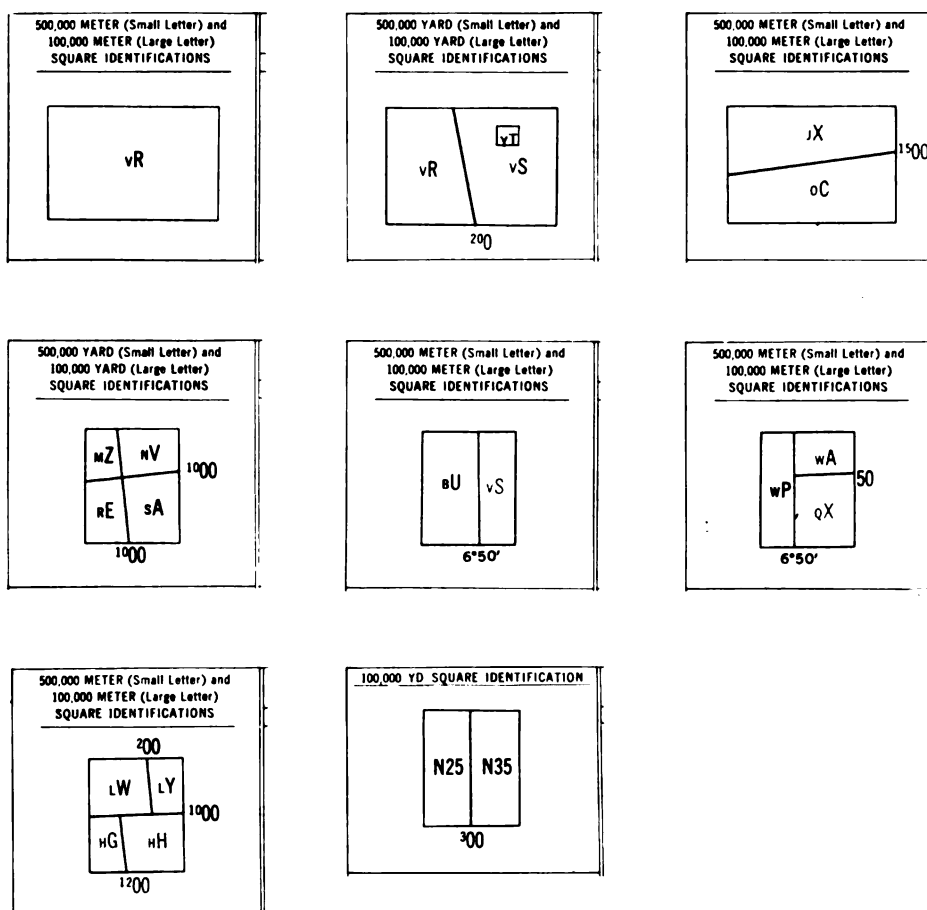 500,000 METER (Small Letter) and
100,000 METER (Large Letter)
SQUARE IDENTIFICATIONS
vR
500,000 YARD (Small Letter) and
100,000 YARD (Large Letter)
SQUARE IDENTIFICATIONS
YT
vR vS
²⁰0
500,000 METER (Small Letter) and
100,000 METER (Large Letter)
SQUARE IDENTIFICATIONS
JX
¹⁵00
OC
500,000 YARD (Small Letter) and
100,000 YARD (Large Letter)
SQUARE IDENTIFICATIONS
MZ NV
¹⁰00
RE SA
¹⁰00
500,000 METER (Small Letter) and
100,000 METER (Large Letter)
SQUARE IDENTIFICATIONS
BU vS
6°50′
500,000 METER (Small Letter) and
100,000 METER (Large Letter)
SQUARE IDENTIFICATIONS
WA
50
WP
QX
6°50′
500,000 METER (Small Letter) and
100,000 METER (Large Letter)
SQUARE IDENTIFICATIONS
²00
LW LY
¹⁰00
HG HH
¹²00
100,000 YD SQUARE IDENTIFICATION
N25 N35
³00